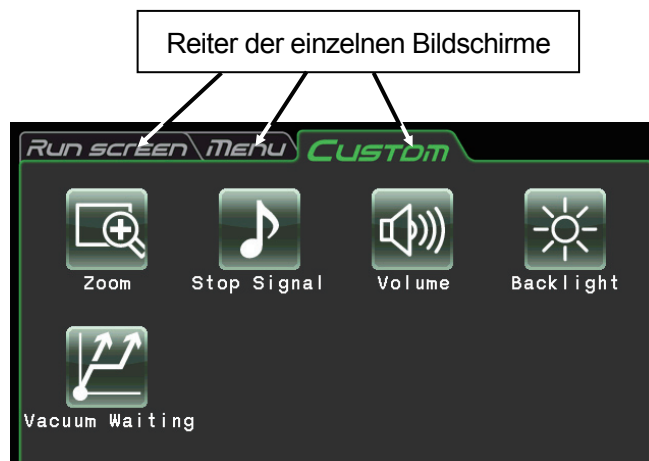 Reiter der einzelnen Bildschirme
Run screen Menu Custom
Zoom Stop Signal Volume Backlight
Vacuum Waiting